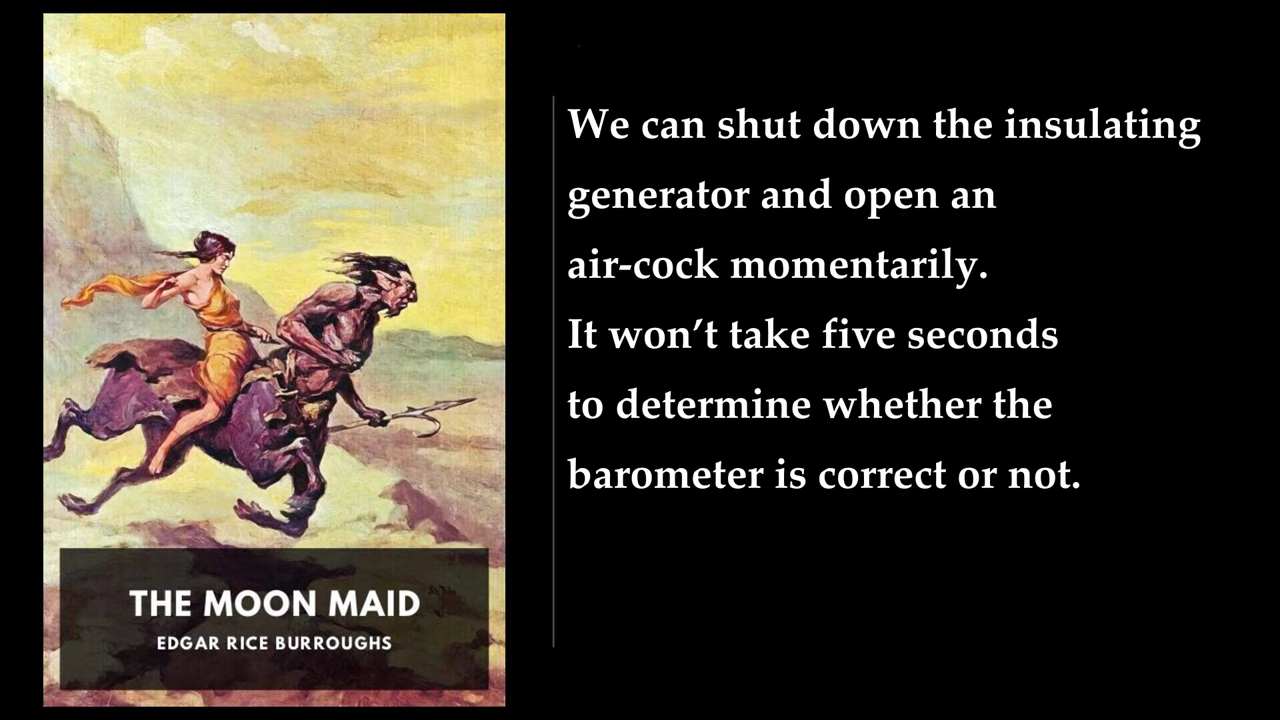 THE MOON MAID
EDGAR RICE BURROUGHS
We can shut down the insulating
generator and open an
air-cock momentarily.
It won’t take five seconds
to determine whether the
barometer is correct or not.